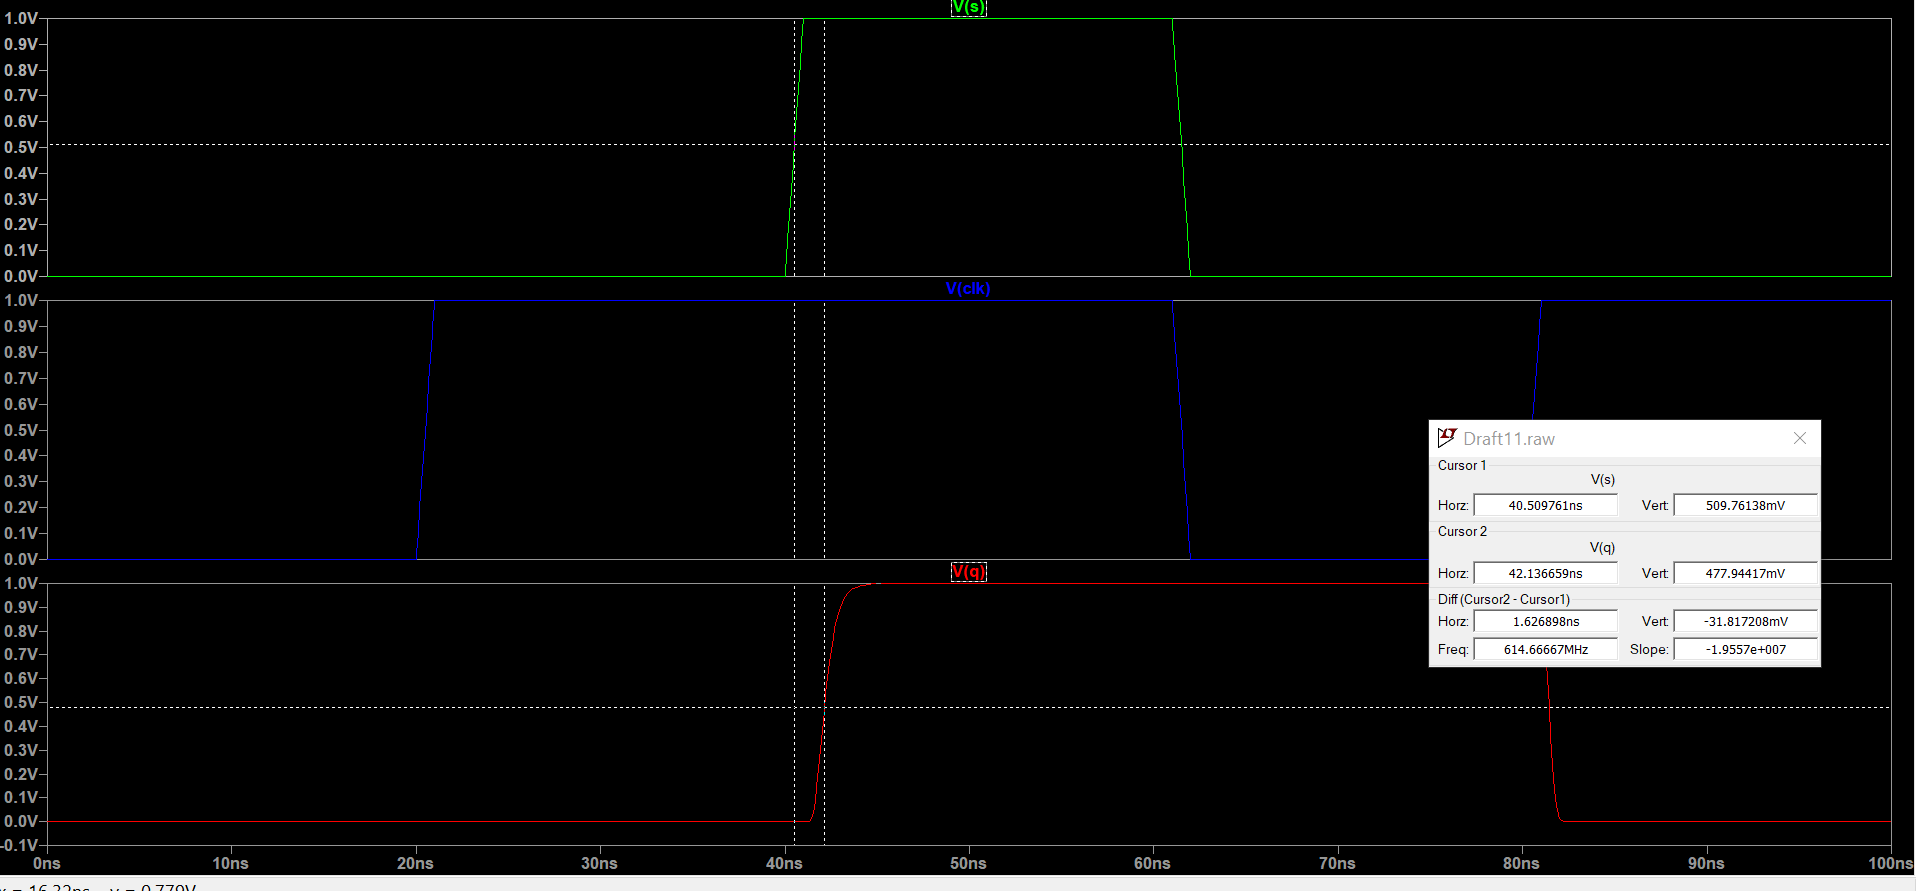 V(s)
1.0V
0.9V
0.8V
0.7V
0.6V
0.5V
0.4V
0.3V
0.2V
0.1V
0.0V
V(clk)
1.0V
0.9V
0.8V
0.7V
0.6V
0.5V
0.4V
0.3V
0.2V
0.1V
0.0V
V(q)
1.0V
0.9V
0.8V
0.7V
0.6V
0.5V
0.4V
0.3V
0.2V
0.1V
0.0V
-0.1V
0ns 10ns 20ns 30ns 40ns 50ns 60ns 70ns 80ns 90ns 100ns
Draft11.raw
Cursor 1
V(s)
Horz: 40.509761ns Vert: 509.76138mV
Cursor 2
V(q)
Horz: 42.136659ns Vert: 477.94417mV
Diff (Cursor2 - Cursor1)
Horz: 1.626898ns Vert: -31.817208mV
Freq: 614.66667MHz Slope: -1.9557e+007
x = 16.32ns y = 0.779V